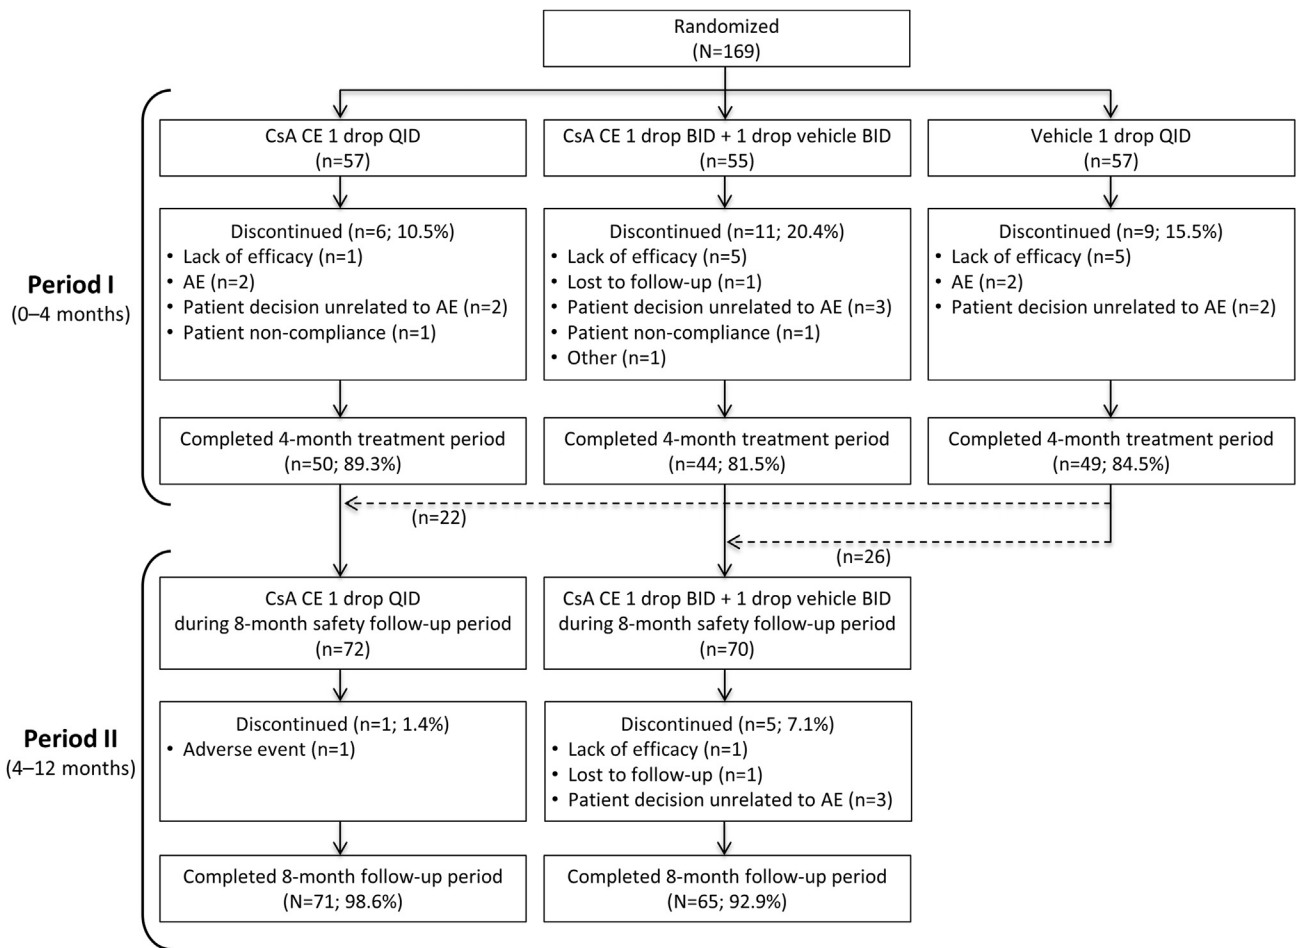 Randomized
(N=169)
Period I
(0–4 months)
CsA CE 1 drop QID
(n=57)
CsA CE 1 drop BID + 1 drop vehicle BID
(n=55)
Vehicle 1 drop QID
(n=57)
Discontinued (n=6; 10.5%)
• Lack of efficacy (n=1)
• AE (n=2)
• Patient decision unrelated to AE (n=2)
• Patient non-compliance (n=1)
Discontinued (n=11; 20.4%)
• Lack of efficacy (n=5)
• Lost to follow-up (n=1)
• Patient decision unrelated to AE (n=3)
• Patient non-compliance (n=1)
• Other (n=1)
Discontinued (n=9; 15.5%)
• Lack of efficacy (n=5)
• AE (n=2)
• Patient decision unrelated to AE (n=2)
Completed 4-month treatment period
(n=50; 89.3%)
Completed 4-month treatment period
(n=44; 81.5%)
Completed 4-month treatment period
(n=49; 84.5%)
(n=22)
(n=26)
Period II
(4–12 months)
CsA CE 1 drop QID
during 8-month safety follow-up period
(n=72)
CsA CE 1 drop BID + 1 drop vehicle BID
during 8-month safety follow-up period
(n=70)
Discontinued (n=1; 1.4%)
• Adverse event (n=1)
Discontinued (n=5; 7.1%)
• Lack of efficacy (n=1)
• Lost to follow-up (n=1)
• Patient decision unrelated to AE (n=3)
Completed 8-month follow-up period
(N=71; 98.6%)
Completed 8-month follow-up period
(N=65; 92.9%)